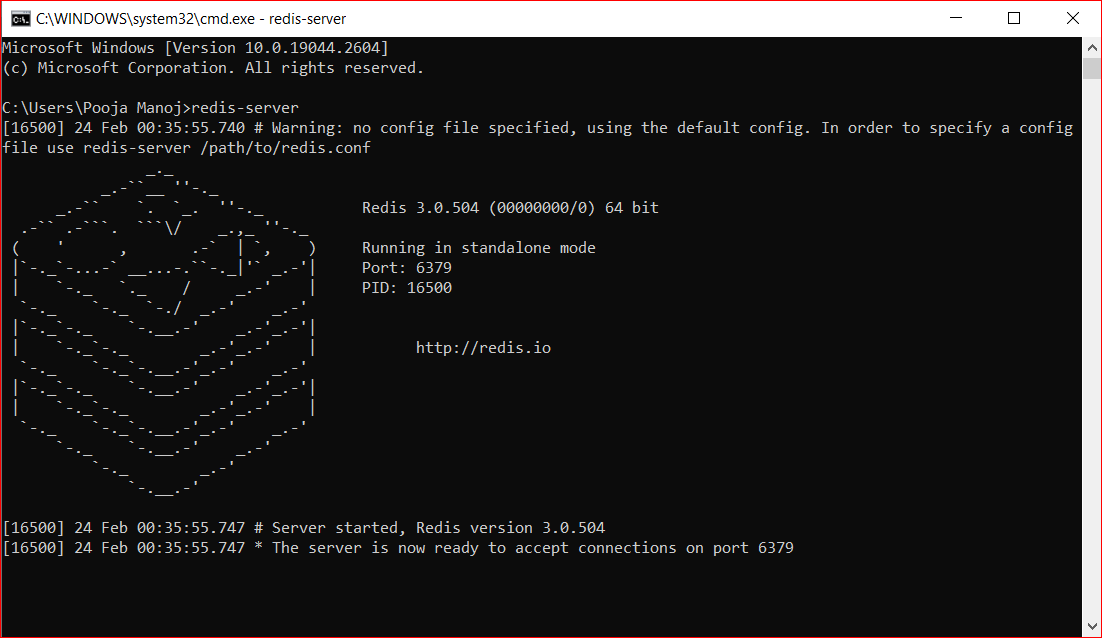 C:\WINDOWS\system32\cmd.exe - redis-server
Microsoft Windows [Version 10.0.19044.2604]
(c) Microsoft Corporation. All rights reserved.
C:\Users\Pooja Manoj>redis-server
[16500] 24 Feb 00:35:55.740 # Warning: no config file specified, using the default config. In order to specify a config
file use redis-server /path/to/redis.conf
Redis 3.0.504 (00000000/0) 64 bit
Running in standalone mode
Port: 6379
PID: 16500
http://redis.io
[16500] 24 Feb 00:35:55.747 # Server started, Redis version 3.0.504
[16500] 24 Feb 00:35:55.747 * The server is now ready to accept connections on port 6379